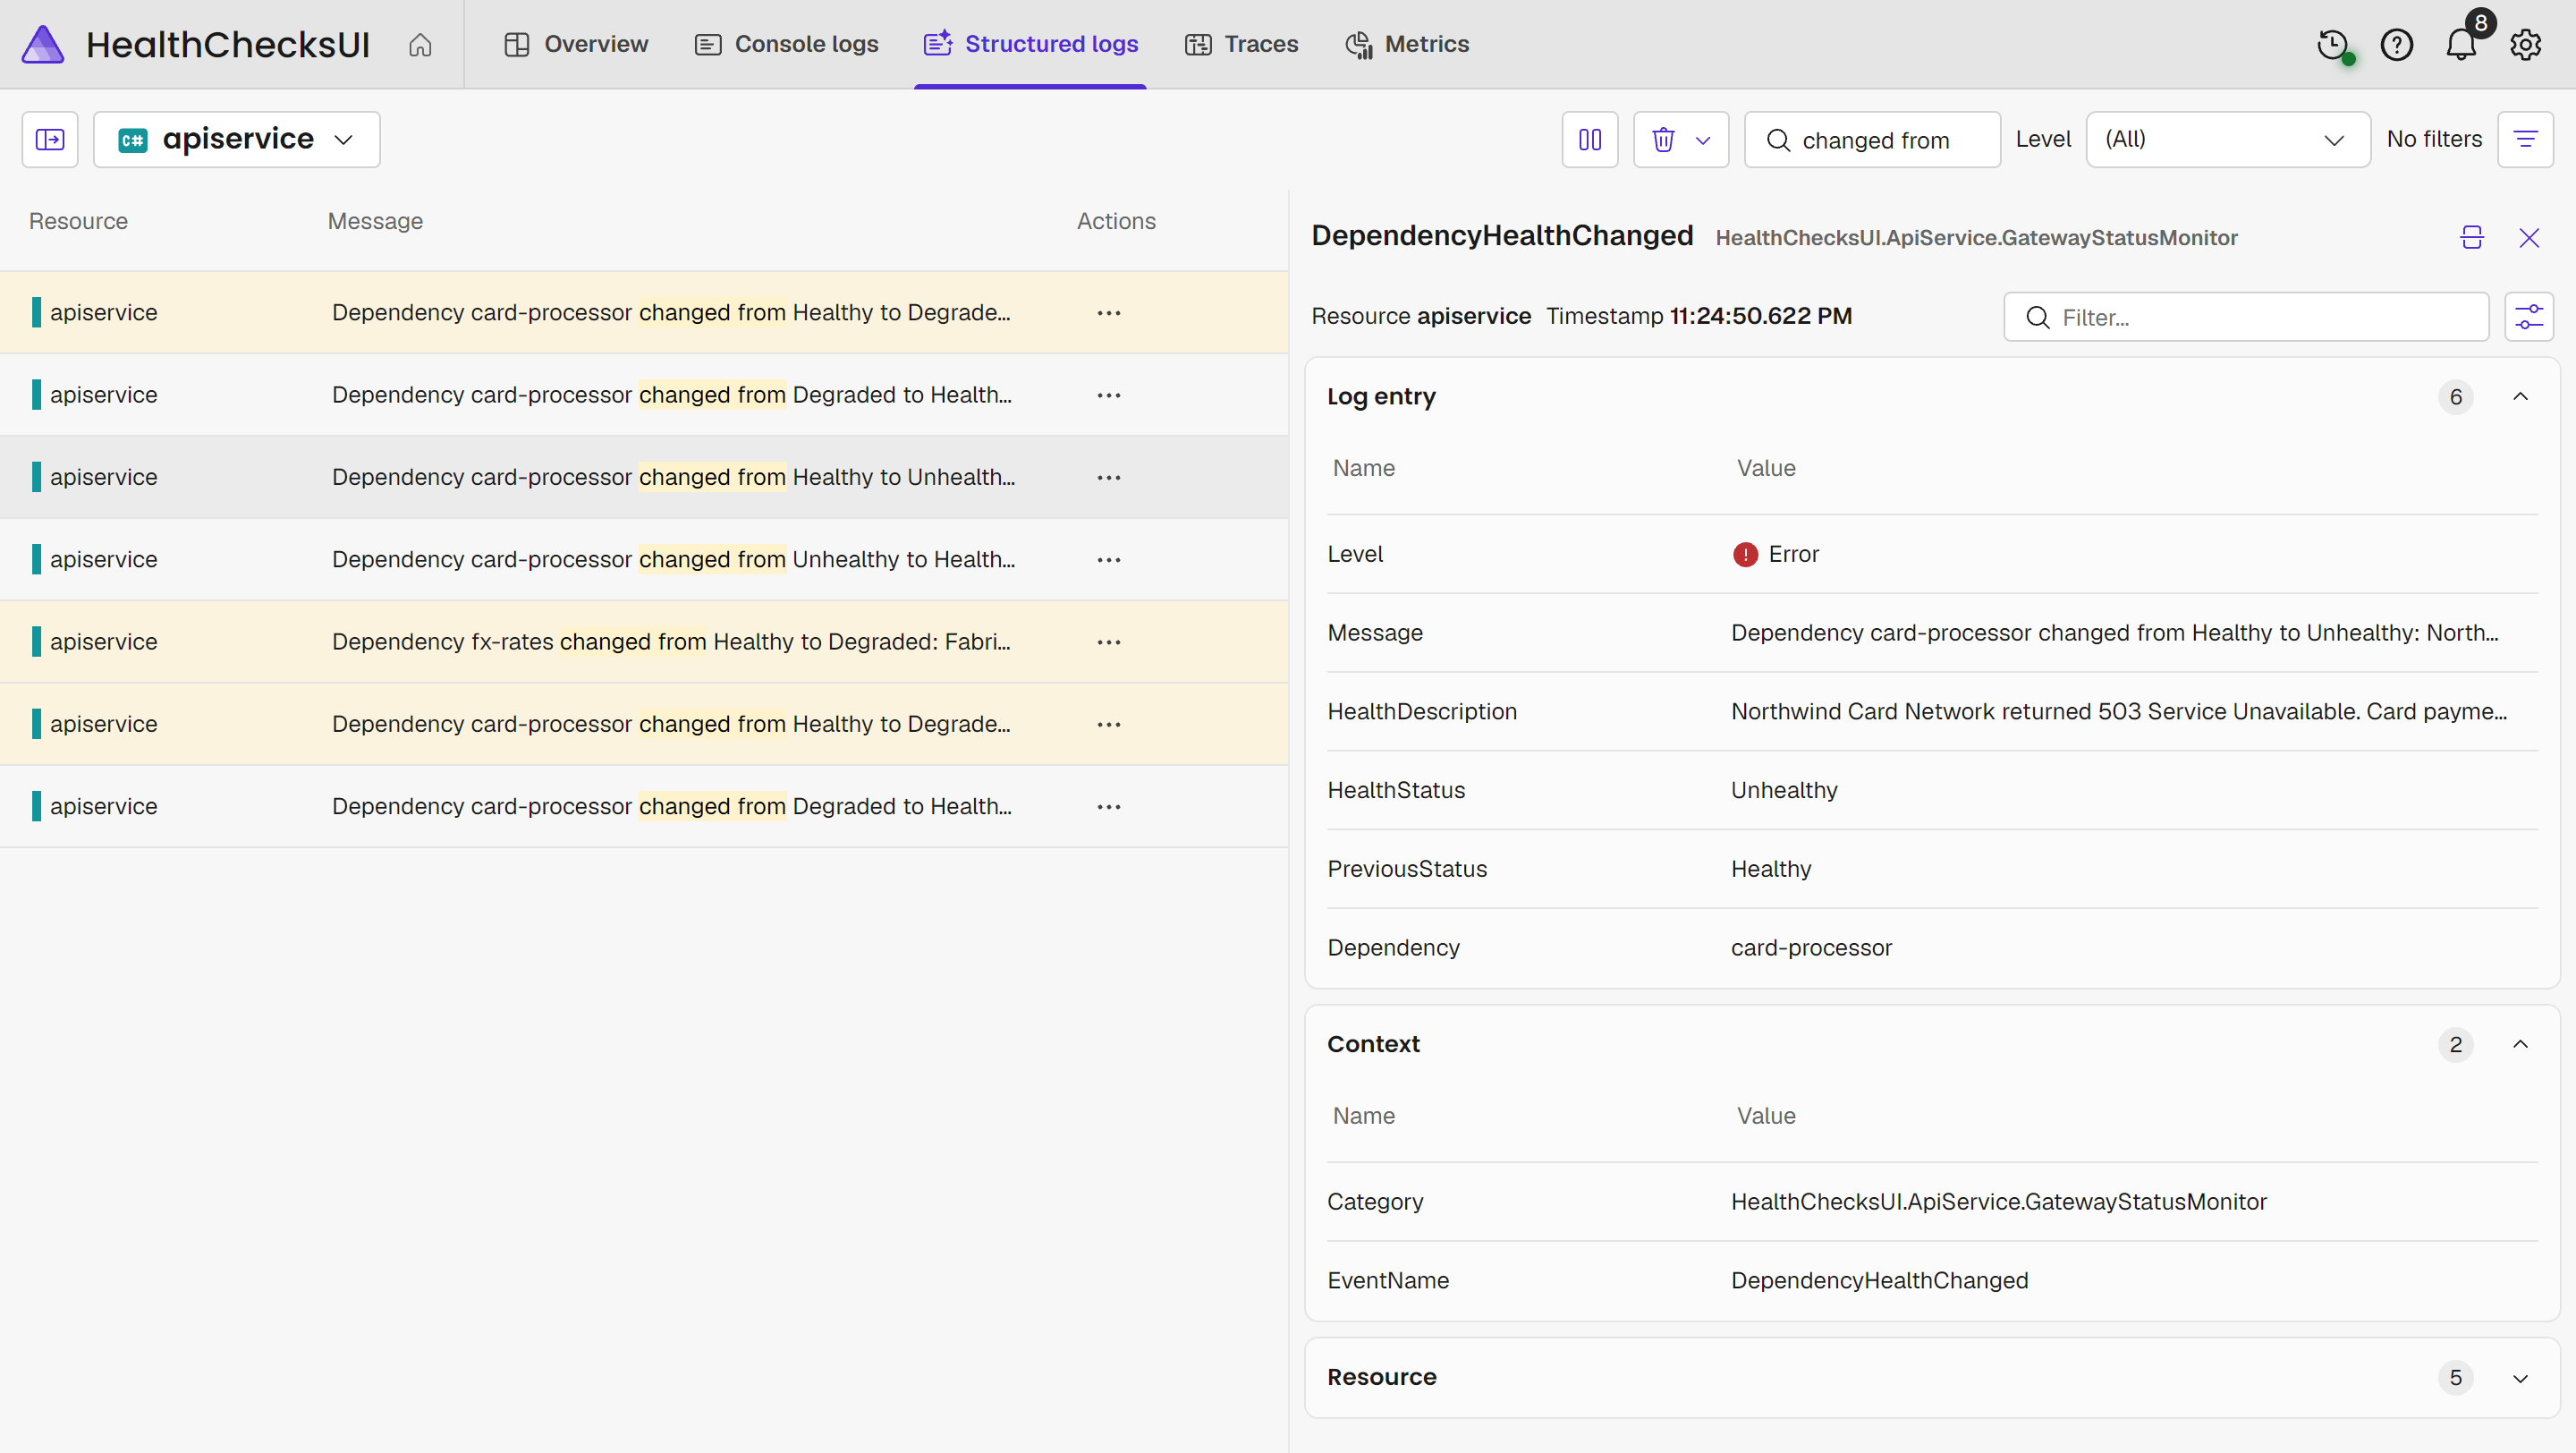 HealthChecksUI
Overview
Console logs
Structured logs
Traces
Metrics
8
C#
apiservice
changed from
Level
(All)
No filters
Resource Message Actions
apiservice Dependency card-processor changed from Healthy to Degrade...
apiservice Dependency card-processor changed from Degraded to Health...
apiservice Dependency card-processor changed from Healthy to Unhealth...
apiservice Dependency card-processor changed from Unhealthy to Health...
apiservice Dependency fx-rates changed from Healthy to Degraded: Fabri...
apiservice Dependency card-processor changed from Healthy to Degrade...
apiservice Dependency card-processor changed from Degraded to Health...
DependencyHealthChanged HealthChecksUI.ApiService.GatewayStatusMonitor
Resource apiservice Timestamp 11:24:50.622 PM
Filter...
Log entry 6
Name Value
Level Error
Message Dependency card-processor changed from Healthy to Unhealthy: North...
HealthDescription Northwind Card Network returned 503 Service Unavailable. Card payme...
HealthStatus Unhealthy
PreviousStatus Healthy
Dependency card-processor
Context 2
Name Value
Category HealthChecksUI.ApiService.GatewayStatusMonitor
EventName DependencyHealthChanged
Resource 5